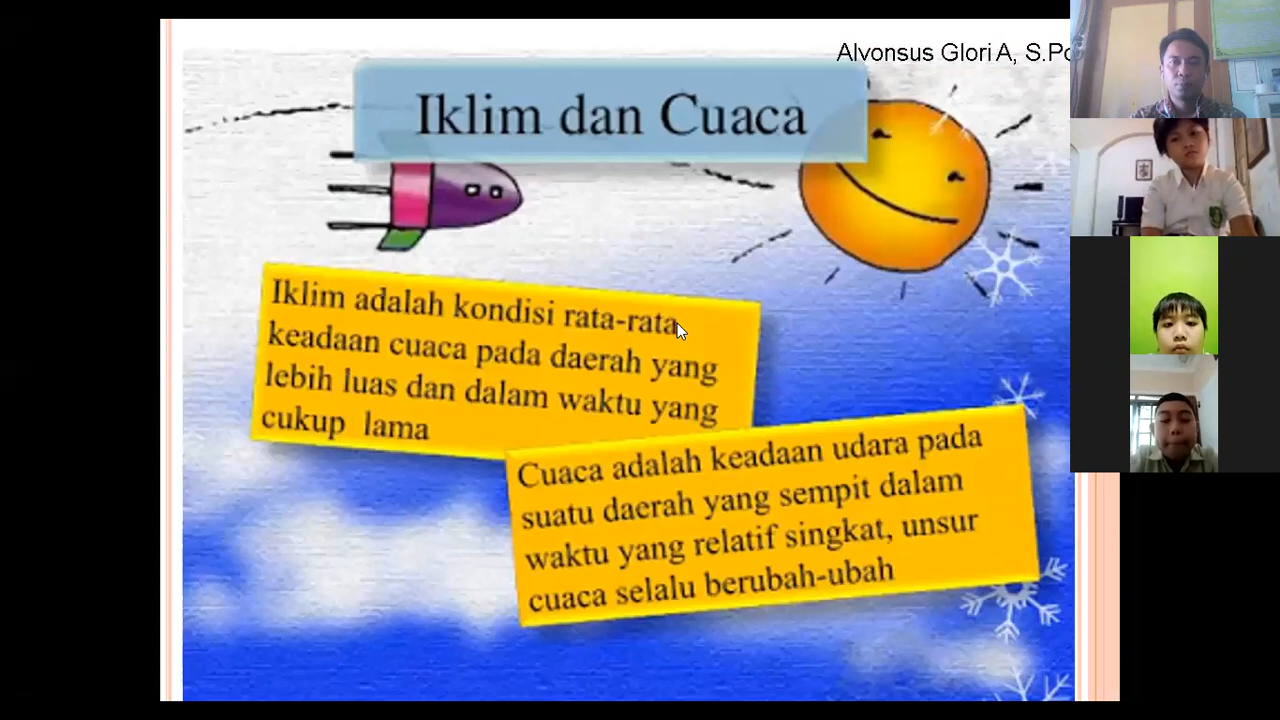 Alvonsus Glori A, S.Po
Iklim dan Cuaca
Iklim adalah kondisi rata-rata
keadaan cuaca pada daerah yang
lebih luas dan dalam waktu yang
cukup lama
Cuaca adalah keadaan udara pada
suatu daerah yang sempit dalam
waktu yang relatif singkat, unsur
cuaca selalu berubah-ubah